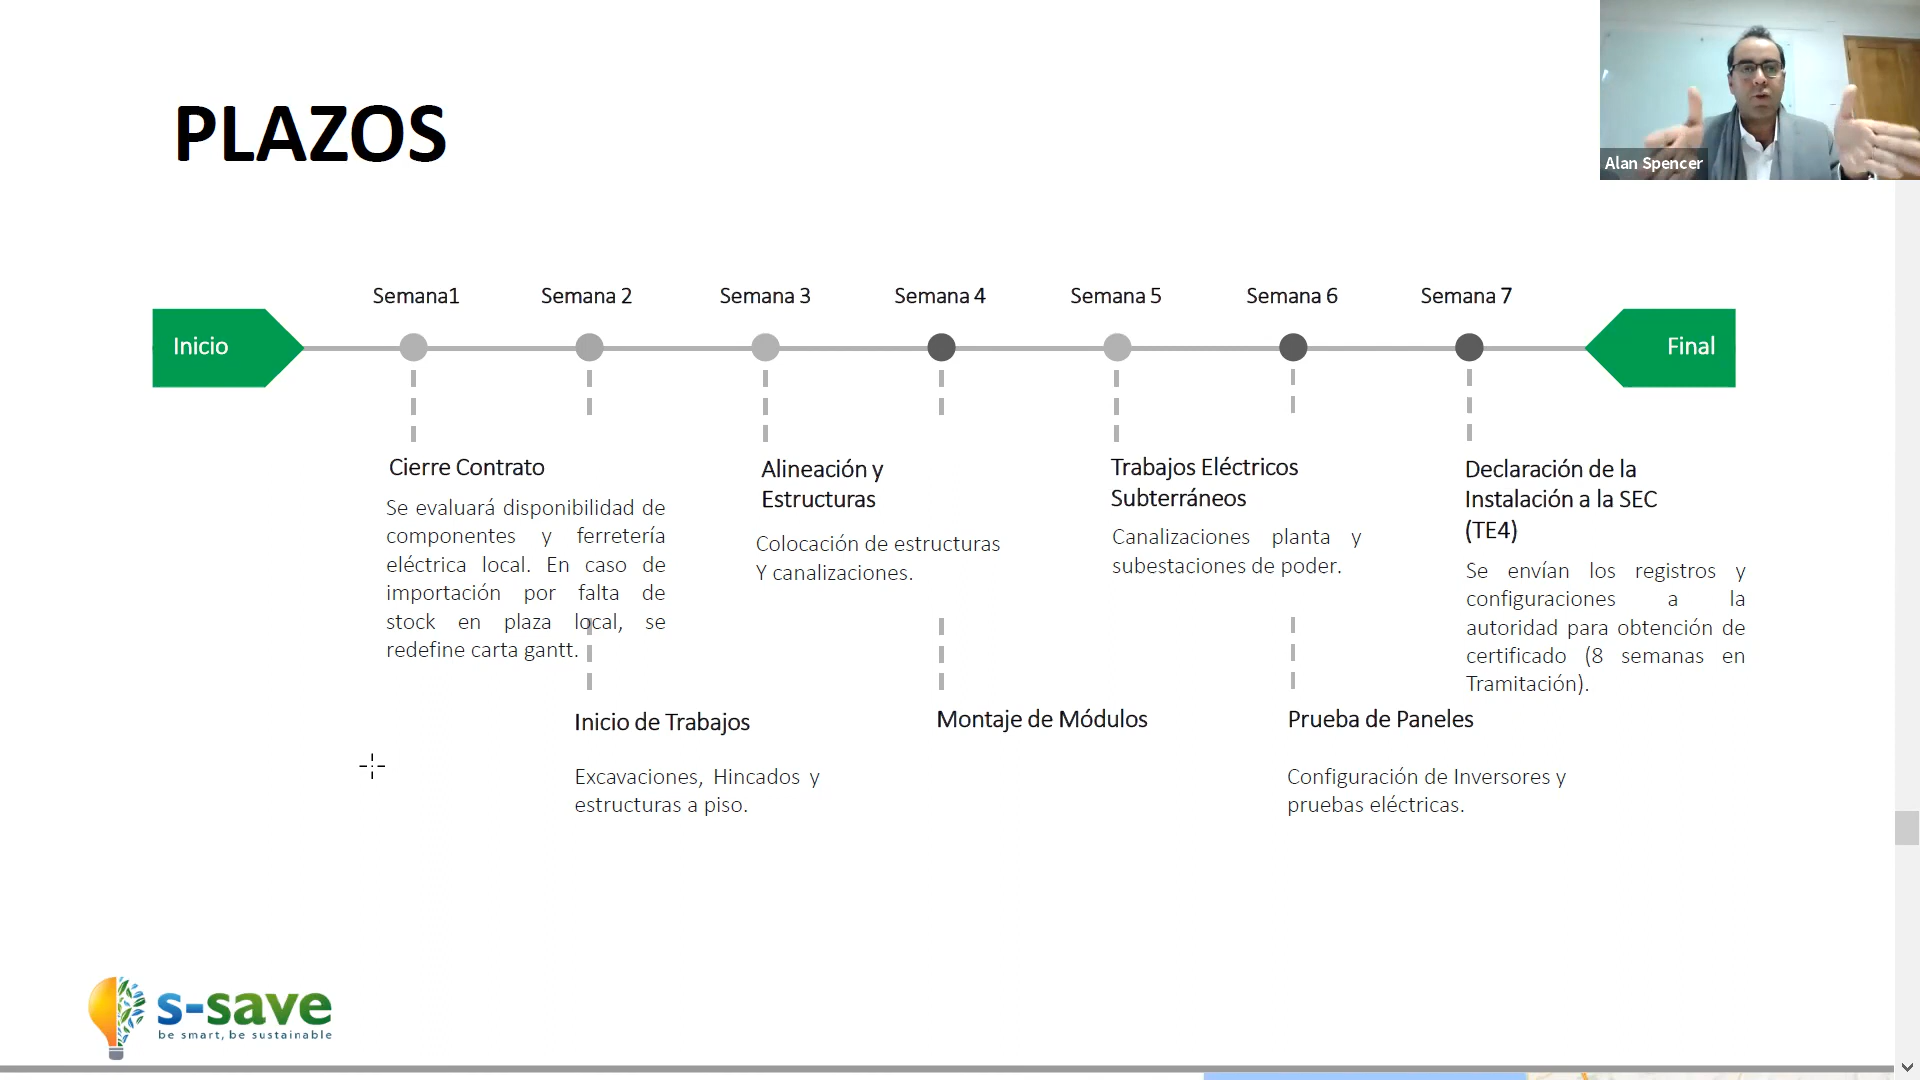 PLAZOS
Alan Spencer
Semana1
Semana 2
Semana 3
Semana 4
Semana 5
Semana 6
Semana 7
Inicio
Final
Cierre Contrato
Se evaluará disponibilidad de
componentes y ferretería
eléctrica local. En caso de
importación por falta de
stock en plaza local, se
redefine carta gantt.
Alineación y
Estructuras
Colocación de estructuras
Y canalizaciones.
Trabajos Eléctricos
Subterráneos
Canalizaciones planta y
subestaciones de poder.
Declaración de la
Instalación a la SEC
(TE4)
Se envían los registros y
configuraciones a la
autoridad para obtención de
certificado (8 semanas en
Tramitación).
Inicio de Trabajos
Excavaciones, Hincados y
estructuras a piso.
Montaje de Módulos
Prueba de Paneles
Configuración de Inversores y
pruebas eléctricas.
s-save
be smart, be sustainable